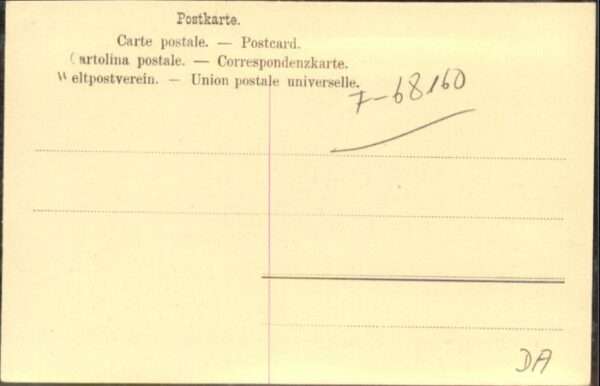 Postkarte.
Carte postale. — Postcard.
Cartolina postale. — Correspondenzkarte.
Weltpostverein. — Union postale universelle.
7-68160
DA